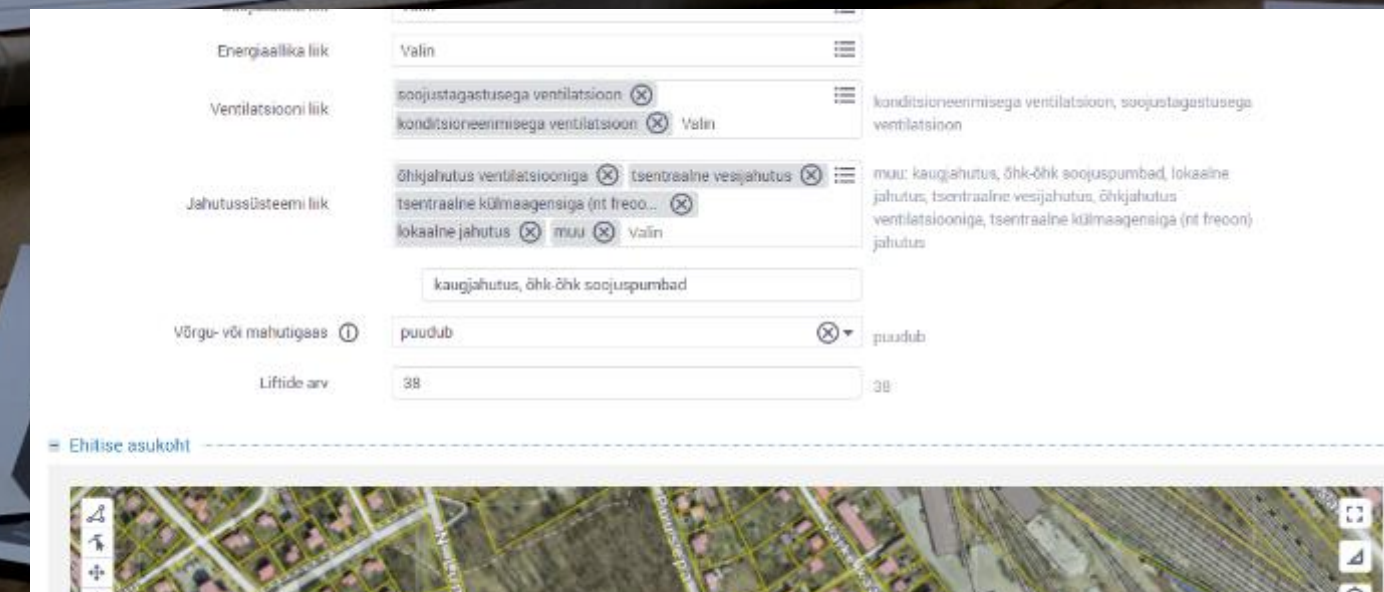 Energiaallika liik
Valin
Ventilatsiooni liik
soojustagastusega ventilatsioon
konditsioneerimisega ventilatsioon Valin
konditsioneerimisega ventilatsioon, soojustagastusega
ventilatsioon
Jahutussüsteemi liik
õhkjahutus ventilatsiooniga tsentraalne vesijahutus
tsentraalne külmaagensiga (nt freoo...
lokaalne jahutus muu Valin
muu: kaugjahutus, õhk-õhk soojuspumbad, lokaalne
jahutus, tsentraalne vesijahutus, õhkjahutus
ventilatsiooniga, tsentraalne külmaagensiga (nt freoon)
jahutus
kaugjahutus, õhk-õhk soojuspumbad
Võrgu- või mahutigaas
puudub
puudub
Liftide arv
38
38
Ehitise asukoht